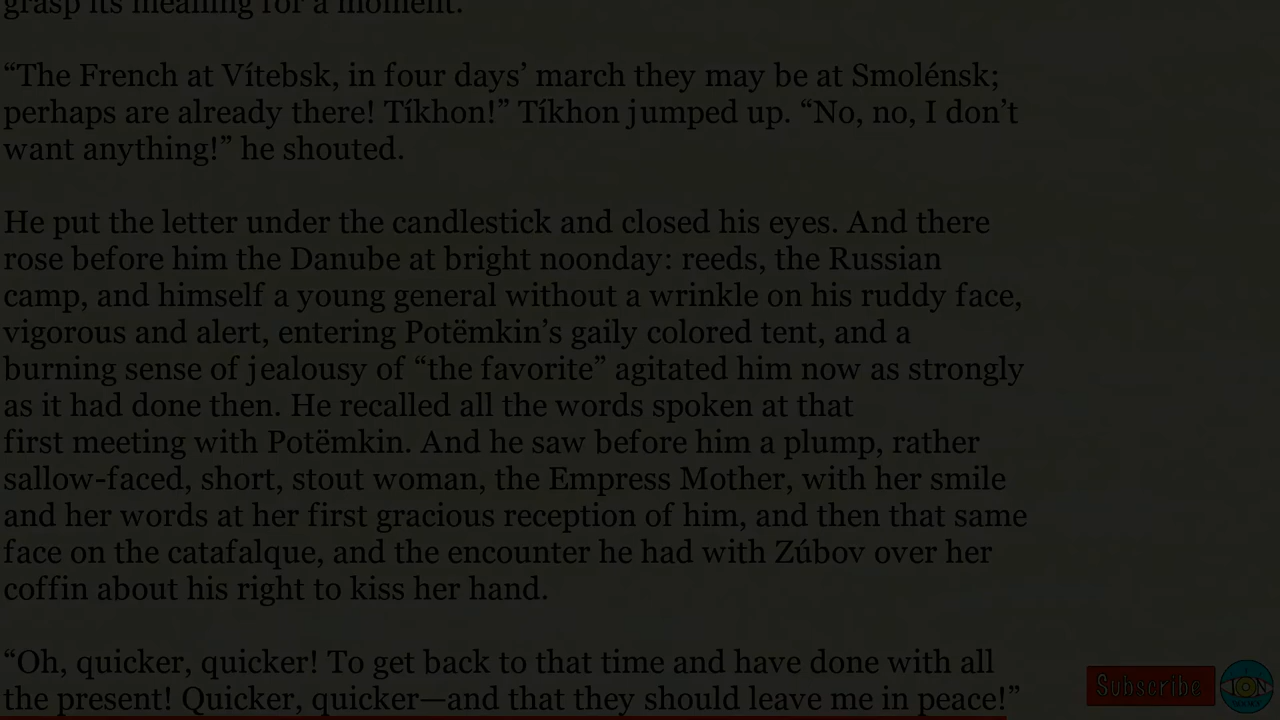 grasp its meaning for a moment.
“The French at Vítebsk, in four days’ march they may be at Smolénsk;
perhaps are already there! Tíkhon!” Tíkhon jumped up. “No, no, I don’t
want anything!” he shouted.
He put the letter under the candlestick and closed his eyes. And there
rose before him the Danube at bright noonday: reeds, the Russian
camp, and himself a young general without a wrinkle on his ruddy face,
vigorous and alert, entering Potëmkin’s gaily colored tent, and a
burning sense of jealousy of “the favorite” agitated him now as strongly
as it had done then. He recalled all the words spoken at that
first meeting with Potëmkin. And he saw before him a plump, rather
sallow-faced, short, stout woman, the Empress Mother, with her smile
and her words at her first gracious reception of him, and then that same
face on the catafalque, and the encounter he had with Zúbov over her
coffin about his right to kiss her hand.
“Oh, quicker, quicker! To get back to that time and have done with all
the present! Quicker, quicker—and that they should leave me in peace!”
Subscribe